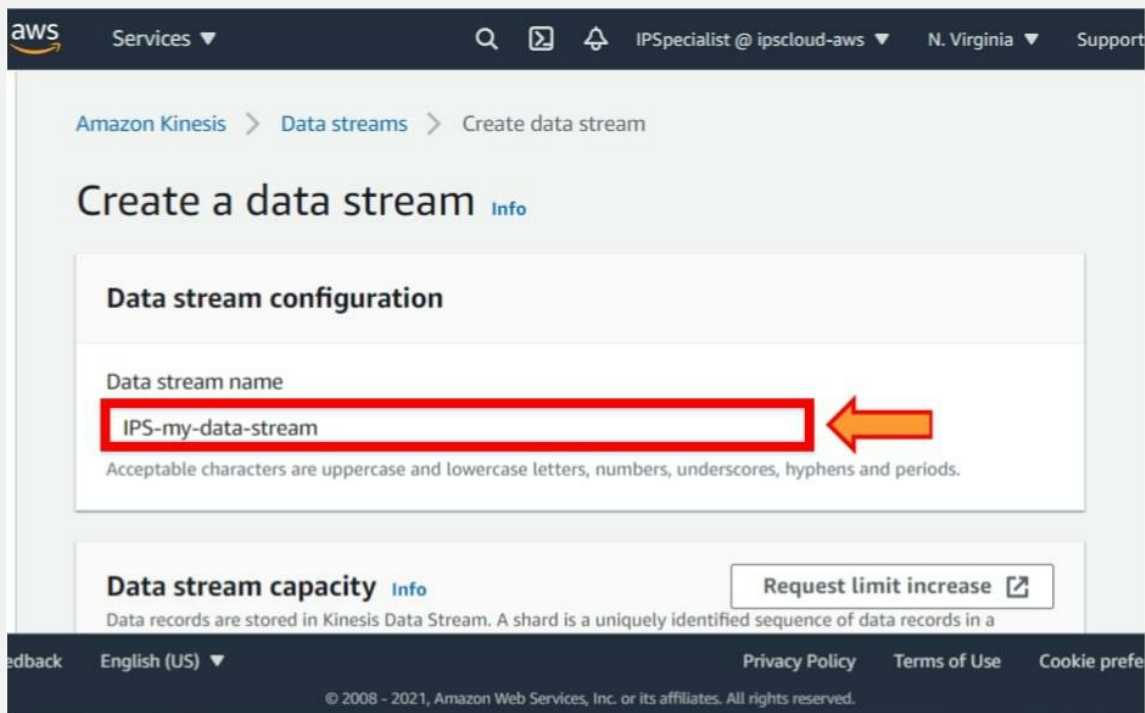 aws Services IPSpecialist @ ipscloud-aws N. Virginia Support
Amazon Kinesis > Data streams > Create data stream
Create a data stream Info
Data stream configuration
Data stream name
IPS-my-data-stream
Acceptable characters are uppercase and lowercase letters, numbers, underscores, hyphens and periods.
Data stream capacity Info Request limit increase
Data records are stored in Kinesis Data Stream. A shard is a uniquely identified sequence of data records in a
edback English (US) Privacy Policy Terms of Use Cookie prefe
© 2008 - 2021, Amazon Web Services, Inc. or its affiliates. All rights reserved.